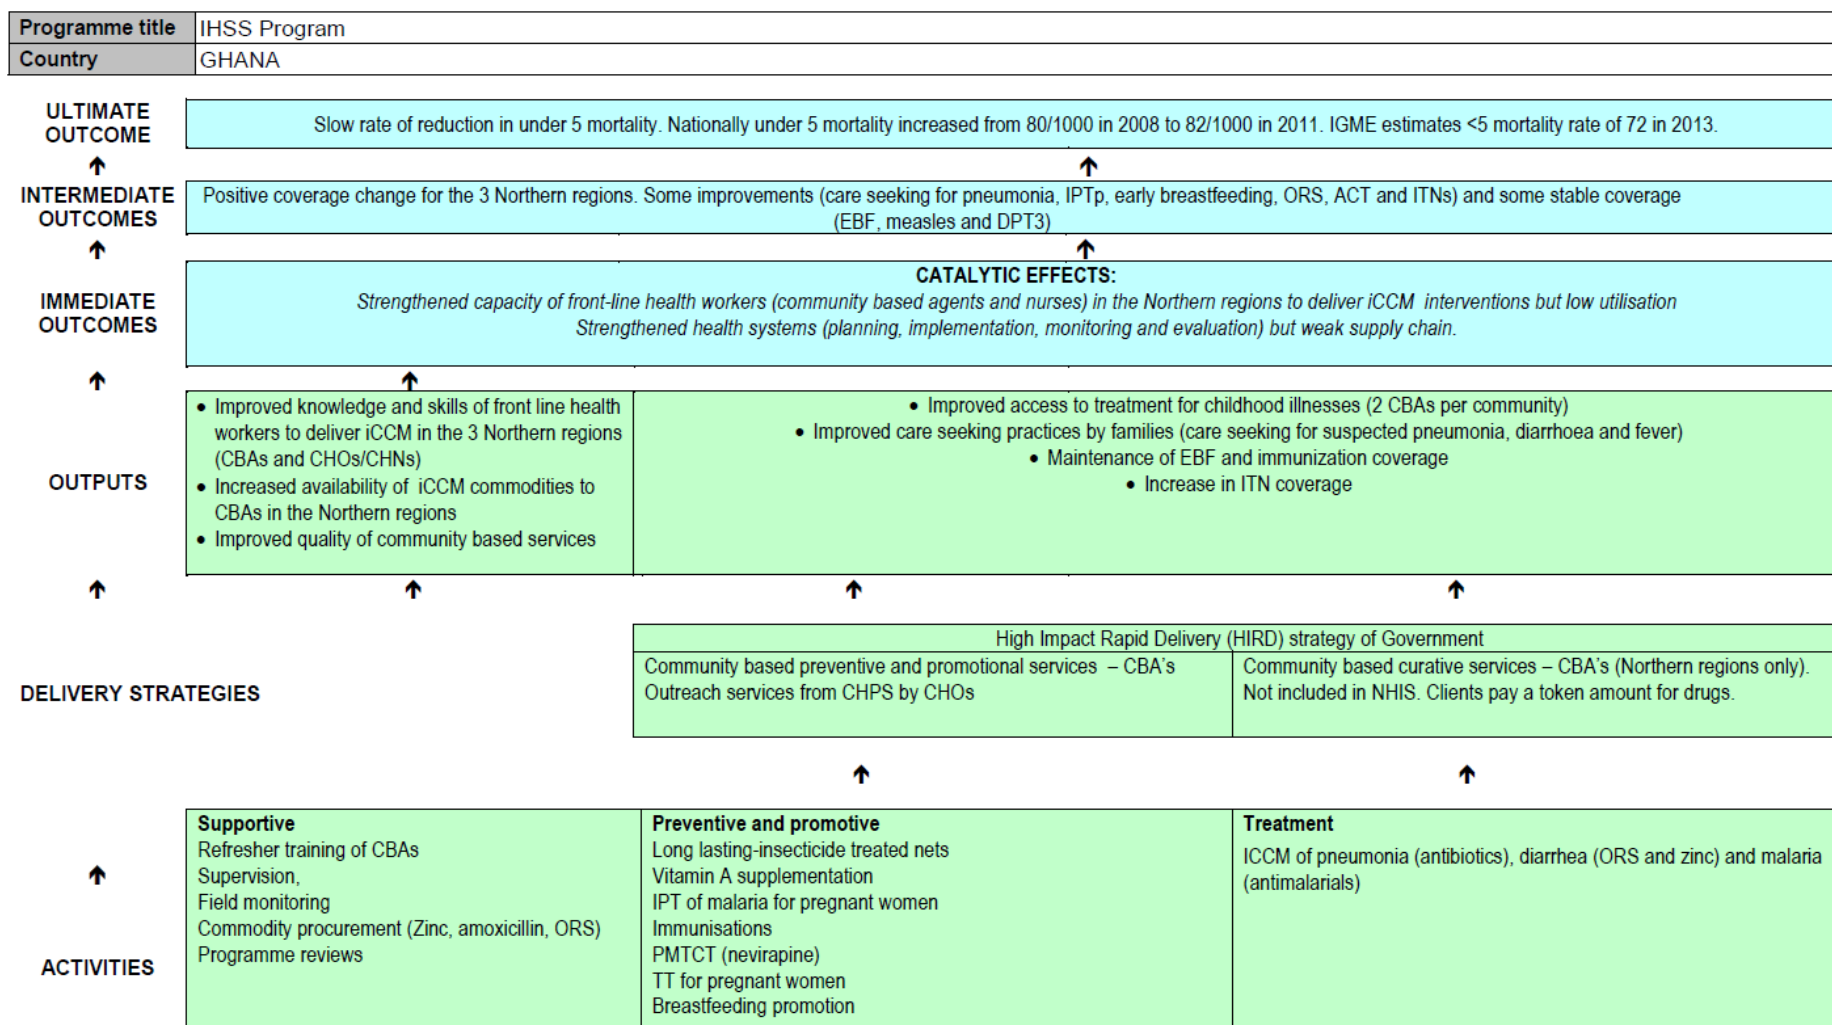 Programme title IHSS Program
Country GHANA
ULTIMATE
OUTCOME
Slow rate of reduction in under 5 mortality. Nationally under 5 mortality increased from 80/1000 in 2008 to 82/1000 in 2011. IGME estimates <5 mortality rate of 72 in 2013.
INTERMEDIATE
OUTCOMES
Positive coverage change for the 3 Northern regions. Some improvements (care seeking for pneumonia, IPTp, early breastfeeding, ORS, ACT and ITNs) and some stable coverage
(EBF, measles and DPT3)
IMMEDIATE
OUTCOMES
CATALYTIC EFFECTS:
Strengthened capacity of front-line health workers (community based agents and nurses) in the Northern regions to deliver iCCM interventions but low utilisation
Strengthened health systems (planning, implementation, monitoring and evaluation) but weak supply chain.
OUTPUTS
• Improved knowledge and skills of front line health
workers to deliver iCCM in the 3 Northern regions
(CBAs and CHOs/CHNs)
• Increased availability of iCCM commodities to
CBAs in the Northern regions
• Improved quality of community based services
• Improved access to treatment for childhood illnesses (2 CBAs per community)
• Improved care seeking practices by families (care seeking for suspected pneumonia, diarrhoea and fever)
• Maintenance of EBF and immunization coverage
• Increase in ITN coverage
DELIVERY STRATEGIES
High Impact Rapid Delivery (HIRD) strategy of Government
Community based preventive and promotional services – CBA's
Outreach services from CHPS by CHOs
Community based curative services – CBA's (Northern regions only).
Not included in NHIS. Clients pay a token amount for drugs.
ACTIVITIES
Supportive
Refresher training of CBAs
Supervision,
Field monitoring
Commodity procurement (Zinc, amoxicillin, ORS)
Programme reviews
Preventive and promotive
Long lasting-insecticide treated nets
Vitamin A supplementation
IPT of malaria for pregnant women
Immunisations
PMTCT (nevirapine)
TT for pregnant women
Breastfeeding promotion
Treatment
ICCM of pneumonia (antibiotics), diarrhea (ORS and zinc) and malaria
(antimalarials)